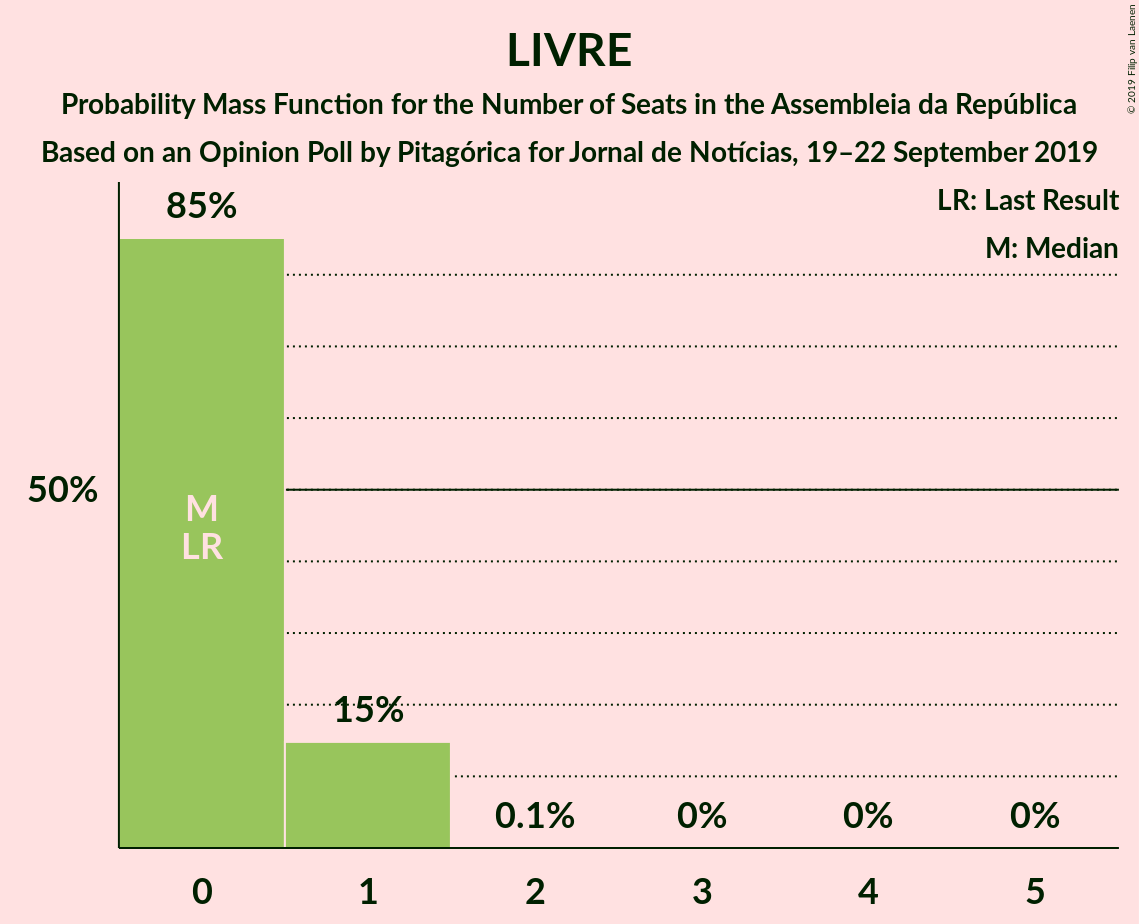 LIVRE
Probability Mass Function for the Number of Seats in the Assembleia da República
Based on an Opinion Poll by Pitagórica for Jornal de Notícias, 19–22 September 2019
© 2019 Filip van Laenen
LR: Last Result
M: Median
85%
50%
M
LR
15%
0.1%
0%
0%
0%
0
1
2
3
4
5